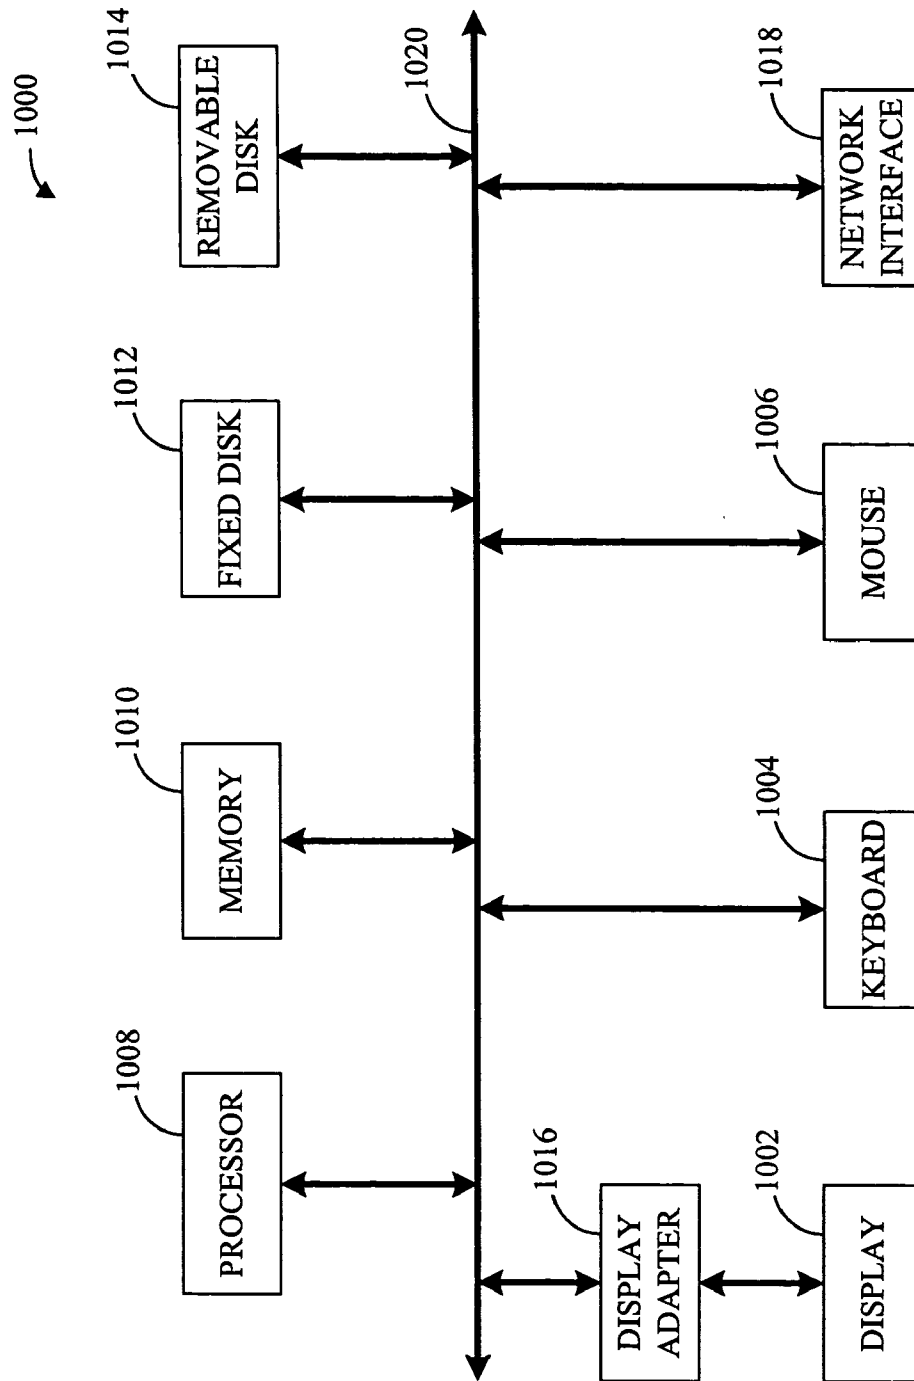 1000
1008
1010
1012
1014
PROCESSOR
MEMORY
FIXED DISK
REMOVABLE
DISK
1020
1016
DISPLAY
ADAPTER
1002
1004
1006
1018
DISPLAY
KEYBOARD
MOUSE
NETWORK
INTERFACE